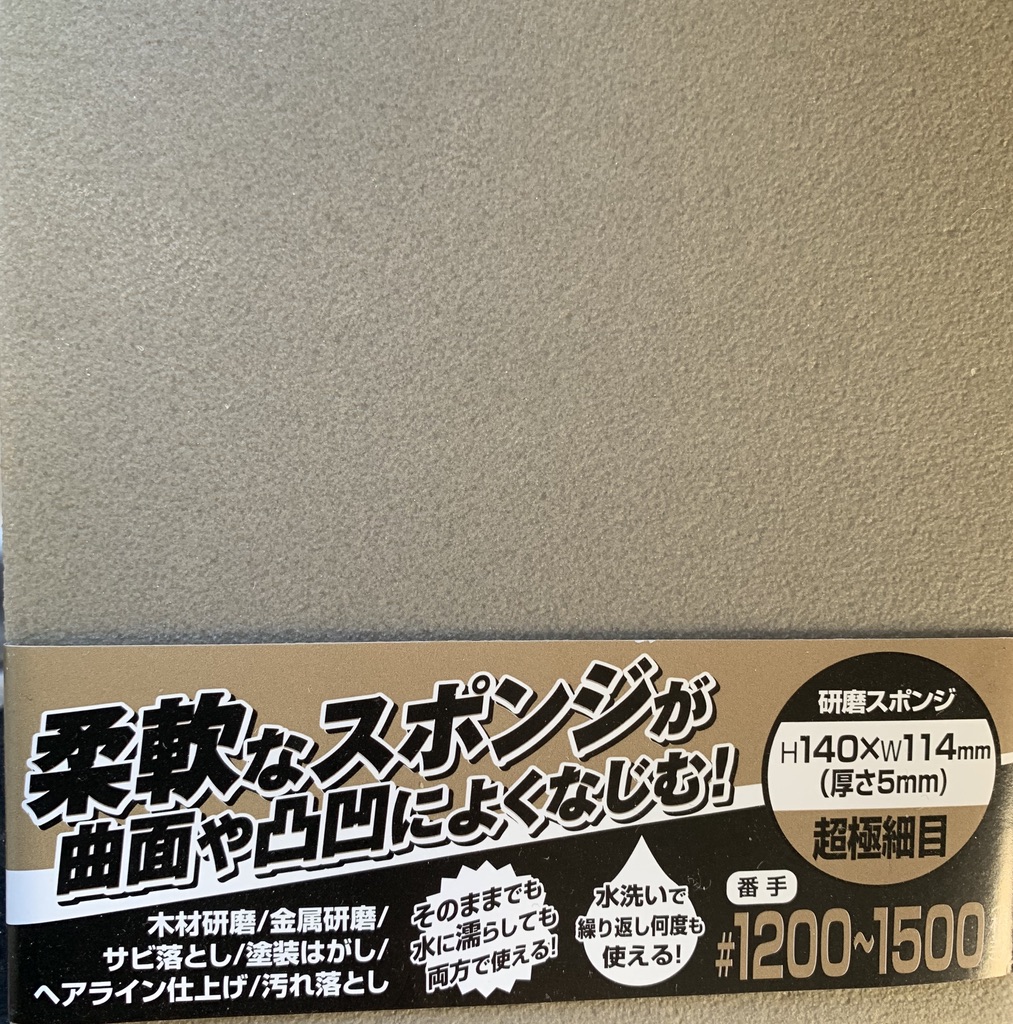 柔軟なスポンジが
曲面や凸凹によくなじむ!
木材研磨/金属研磨/
サビ落とし/塗装はがし/
ヘアライン仕上げ/汚れ落とし
そのままでも
水に濡らしても
両方で使える!
水洗いで
繰り返し何度も
使える!
研磨スポンジ
H140×W114mm
(厚さ5mm)
超極細目
番手
#1200~1500